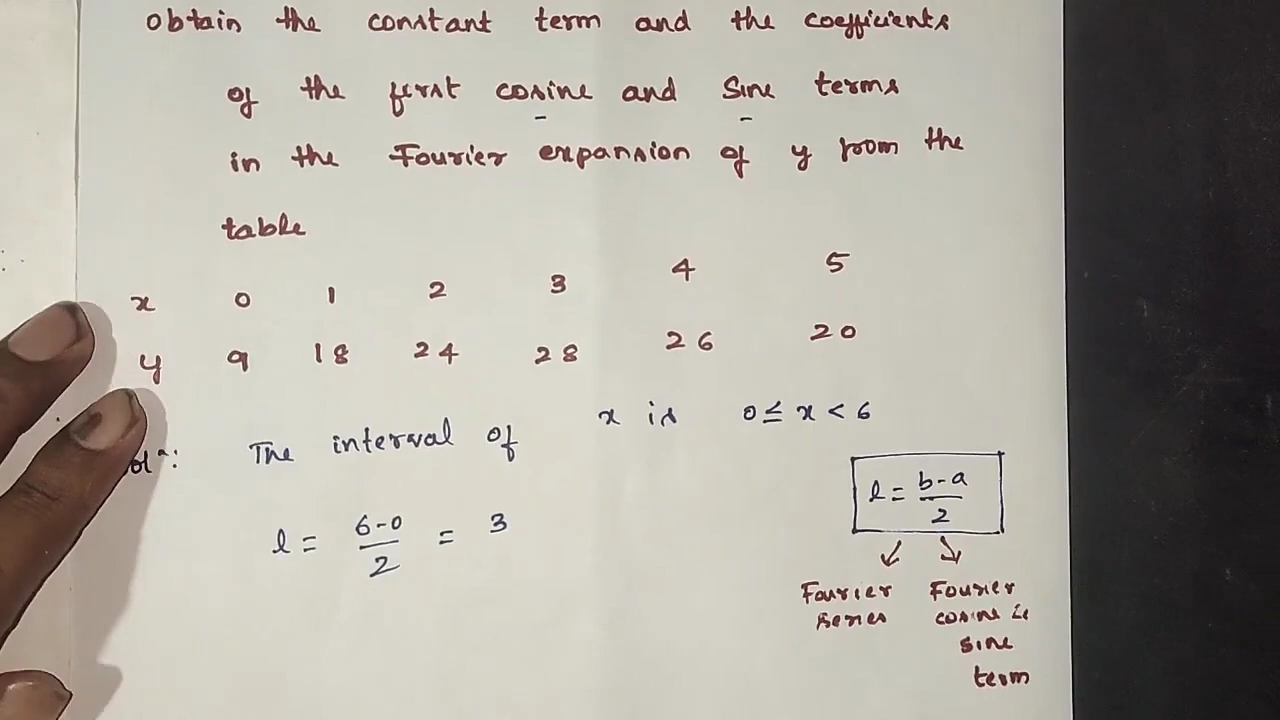 obtain the constant term and the coefficients
of the first cosine and sine terms
in the Fourier expansion of y from the
table
x 0 1 2 3 4 5
y 9 18 24 28 26 20
The interval of x is 0 ≤ x < 6
l = 6-0/2 = 3
l = b-a/2
Fourier series
Fourier cosine &
sine
term